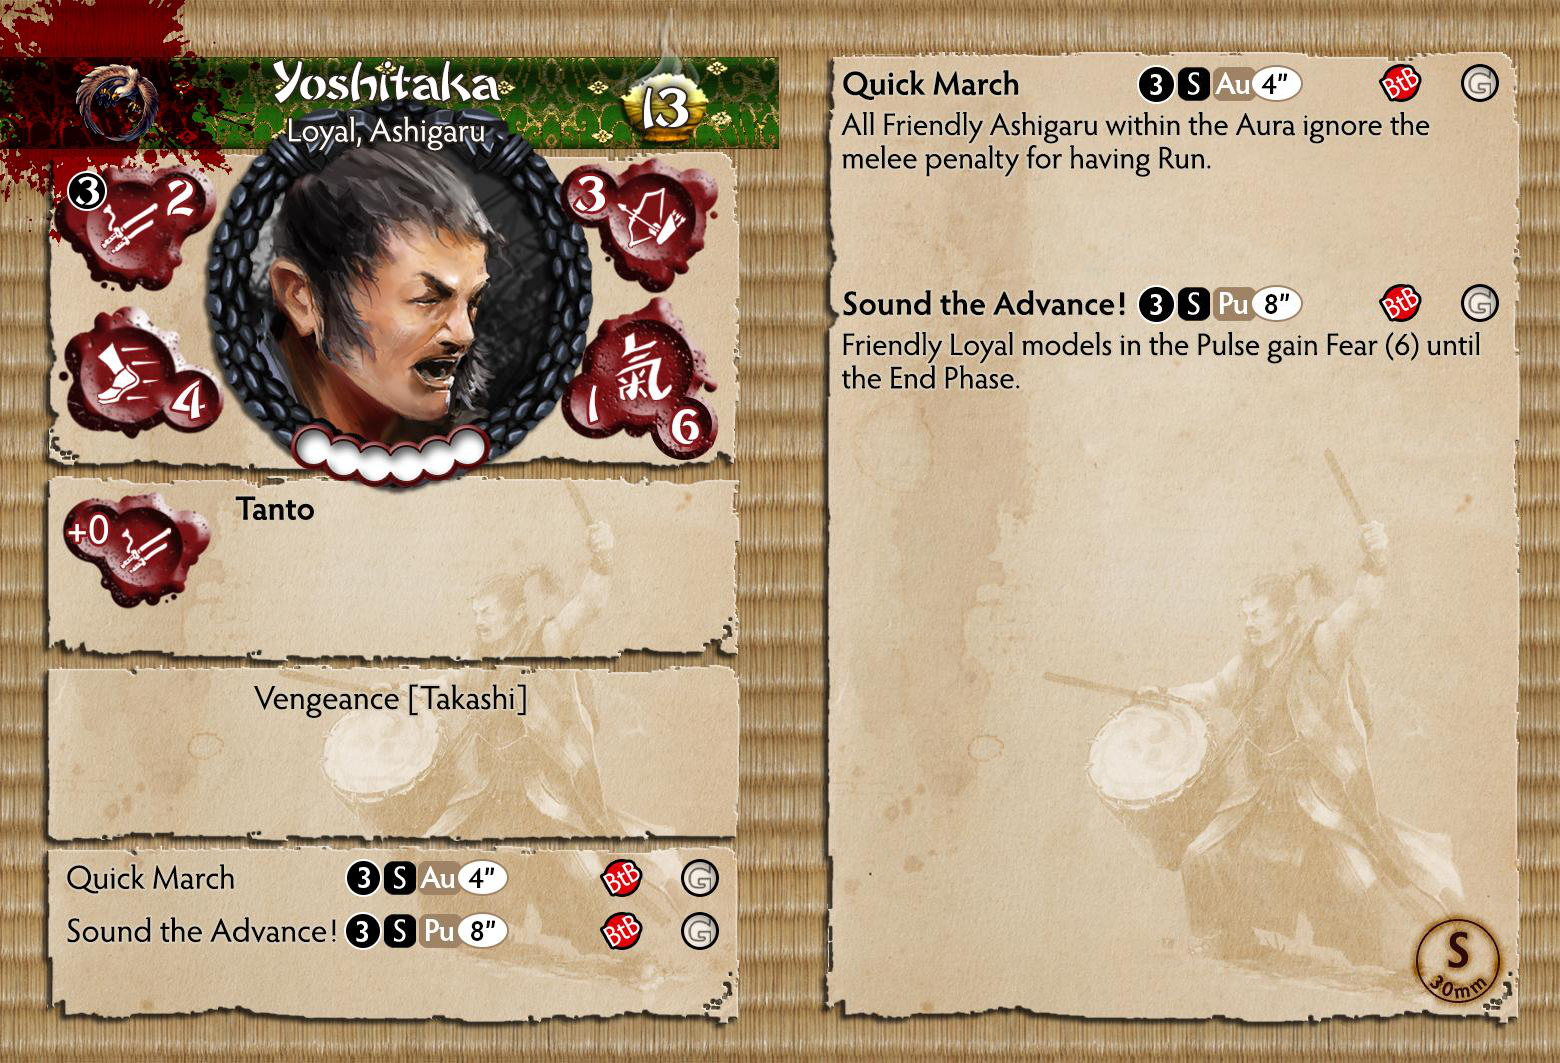 Yoshitaka
Loyal, Ashigaru
13
3 2
3
4
氣
1 6
+0 Tanto
Vengeance [Takashi]
Quick March 3 S Au 4" BtB G
Sound the Advance! 3 S Pu 8" BtB G
Quick March 3 S Au 4" BtB G
All Friendly Ashigaru within the Aura ignore the
melee penalty for having Run.
Sound the Advance! 3 S Pu 8" BtB G
Friendly Loyal models in the Pulse gain Fear (6) until
the End Phase.
S
30mm